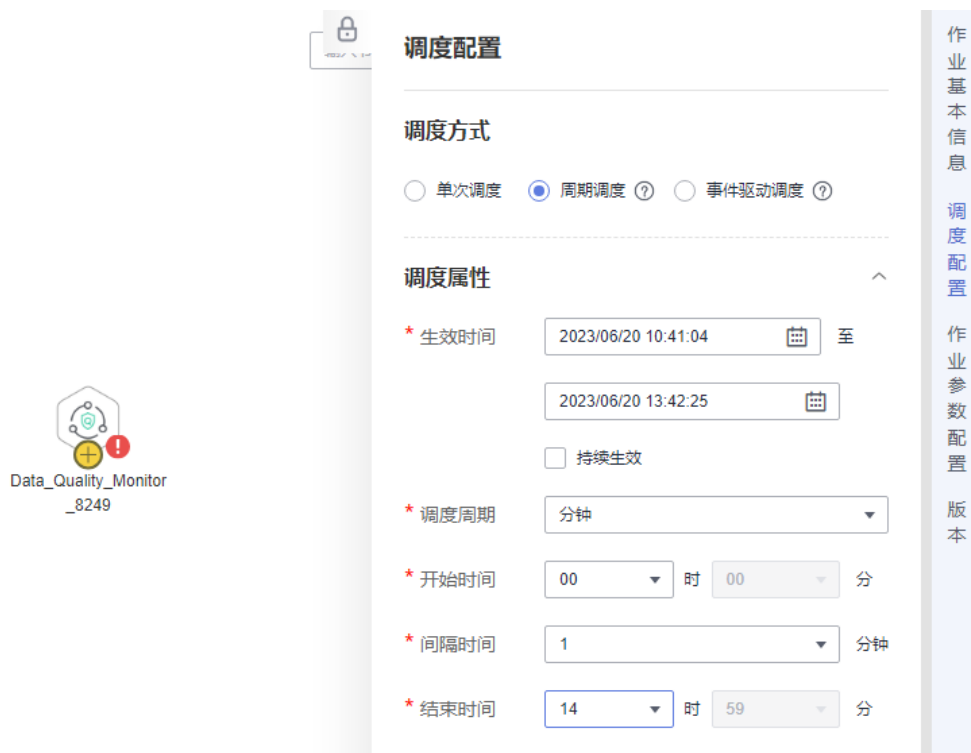 调度配置
调度方式
单次调度 周期调度 事件驱动调度
调度属性
* 生效时间 2023/06/20 10:41:04 至
2023/06/20 13:42:25
持续生效
* 调度周期 分钟
* 开始时间 00 时 00 分
* 间隔时间 1 分钟
* 结束时间 14 时 59 分
Data_Quality_Monitor
_8249
作业基本信息
调度配置
作业参数配置
版本